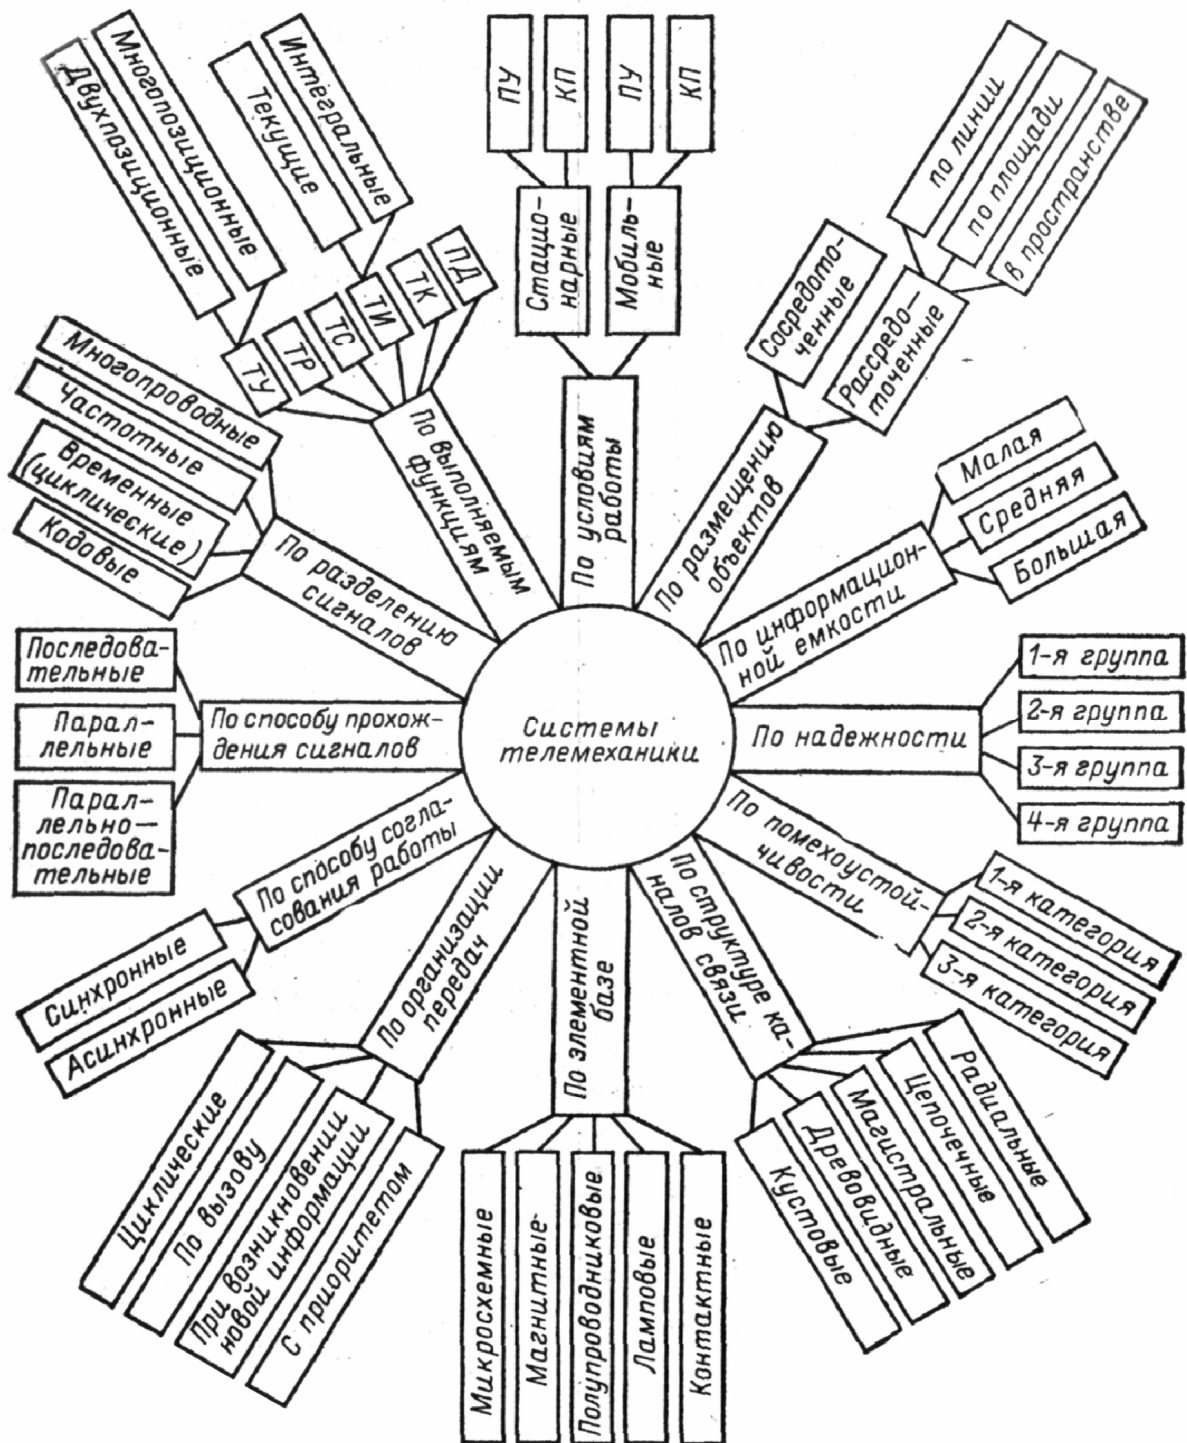 Системы
телемеханики
По условиям
работы
Стацио-
нарные
ПУ
КП
Мобиль-
ные
ПУ
КП
По размещению
объектов
Сосредото-
ченные
Рассредо-
точенные
по линии
по площади
в пространстве
По информацион-
ной емкости
Малая
Средняя
Большая
По надежности
1-я группа
2-я группа
3-я группа
4-я группа
По помехоустой-
чивости
1-я категория
2-я категория
3-я категория
По структуре ка-
налов связи
Радиальные
Цепочечные
Магистральные
Древовидные
Кустовые
По элементной
базе
Микросхемные
Магнитные
Полупроводниковые
Ламповые
Контактные
По организации
передач
Циклические
По вызову
При возникновении
новой информации
С приоритетом
По способу согла-
сования работы
Синхронные
Асинхронные
По способу прохож-
дения сигналов
Последова-
тельные
Парал-
лельные
Парал-
лельно-
последова-
тельные
По разделению
сигналов
Многопроводные
Частотные
Временные
(циклические)
Кодовые
По выполняемым
функциям
ТУ
ТР
ТС
ТИ
ТК
ПД
Двухпозиционные
Многопозиционные
Текущие
Интегральные